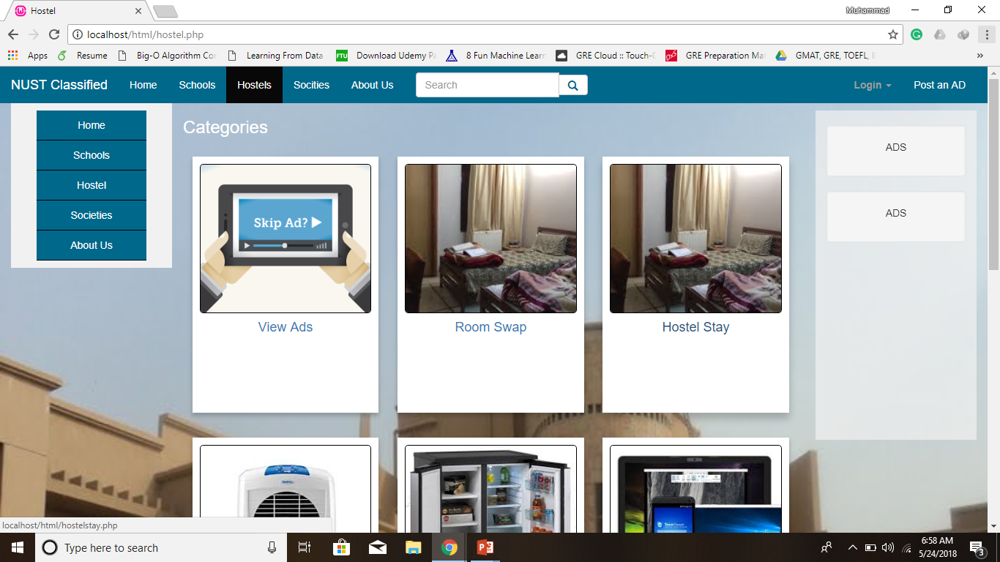 Hostel
Muhammad
localhost/html/hostel.php
Apps Resume Big-O Algorithm Co Learning From Data FTU Download Udemy P 8 Fun Machine Learn GRE Cloud :: Touch- GRE Preparation Ma GMAT, GRE, TOEFL, »
NUST Classified Home Schools Hostels Socities About Us Search Login Post an AD
Home
Schools
Hostel
Societies
About Us
Categories
ADS
ADS
Skip Ad?
View Ads
Room Swap
Hostel Stay
localhost/html/hostelstay.php
Type here to search
6:58 AM
5/24/2018
3